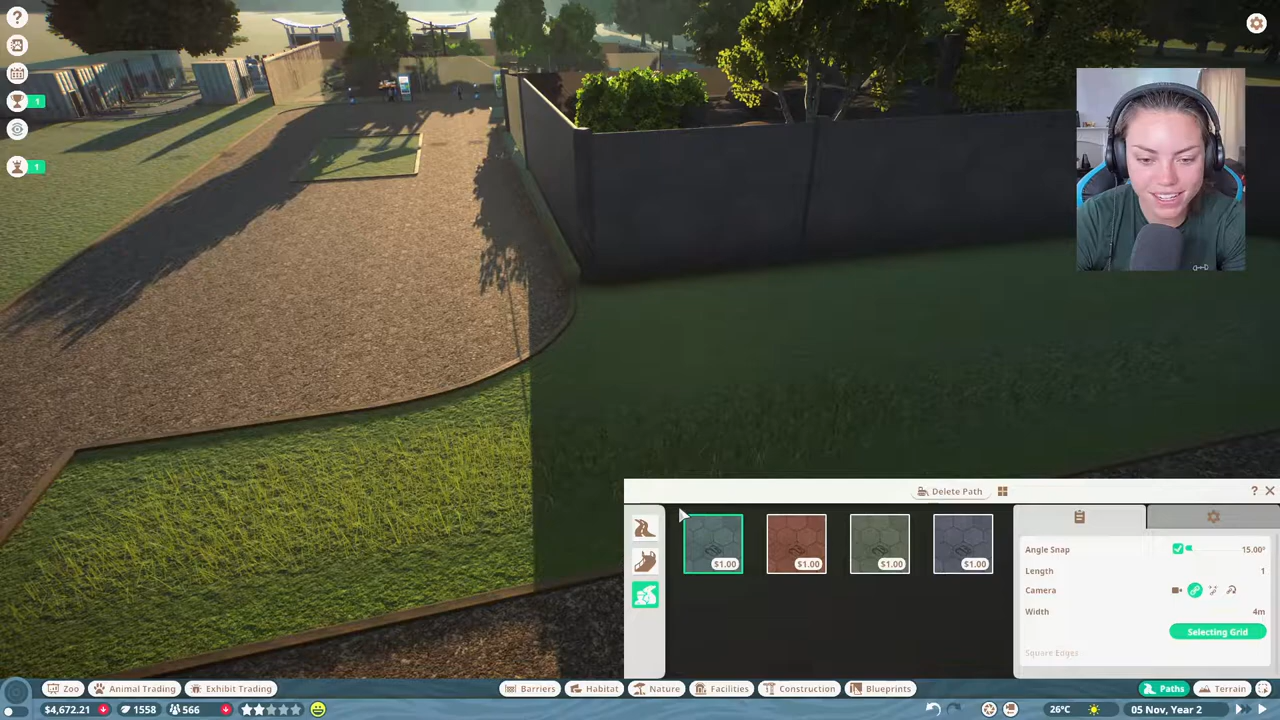 ?
1
1
Delete Path
?
$1.00
$1.00
$1.00
$1.00
Angle Snap
15.00°
Length
1
Camera
Width
4m
Selecting Grid
Square Edges
Zoo
Animal Trading
Exhibit Trading
Barriers
Habitat
Nature
Facilities
Construction
Blueprints
Paths
Terrain
$4,672.21
1558
566
26°C
05 Nov, Year 2